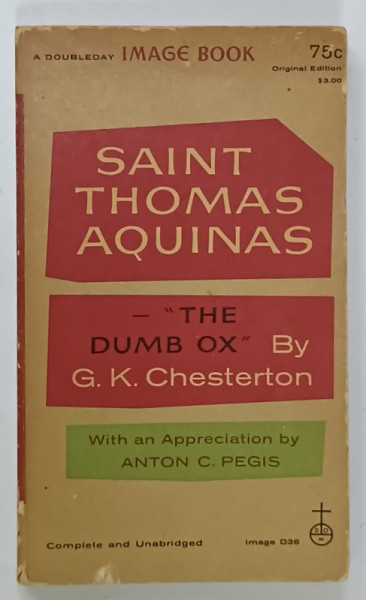 A DOUBLEDAY IMAGE BOOK 75c
Original Edition
$3.00
SAINT
THOMAS
AQUINAS
— "THE
DUMB OX" By
G. K. Chesterton
With an Appreciation by
ANTON C. PEGIS
Complete and Unabridged Image D36